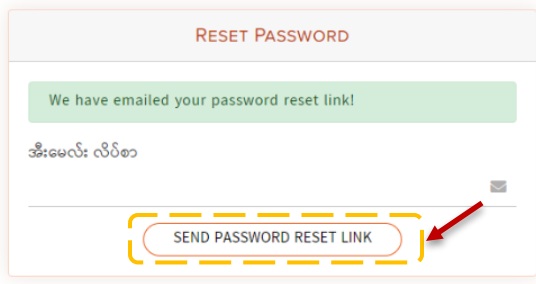 RESET PASSWORD
We have emailed your password reset link!
အီးမေလ်း လိပ်စာ
SEND PASSWORD RESET LINK